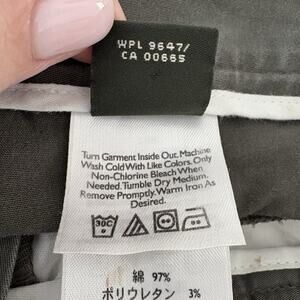 WPL 9647/
CA 00665
Turn Garment Inside Out. Machine
Wash Cold With Like Colors. Only
Non-Chlorine Bleach When
Needed. Tumble Dry Medium.
Remove Promptly. Warm Iron As
Desired.
30C
綿 97%
ポリウレタン 3%